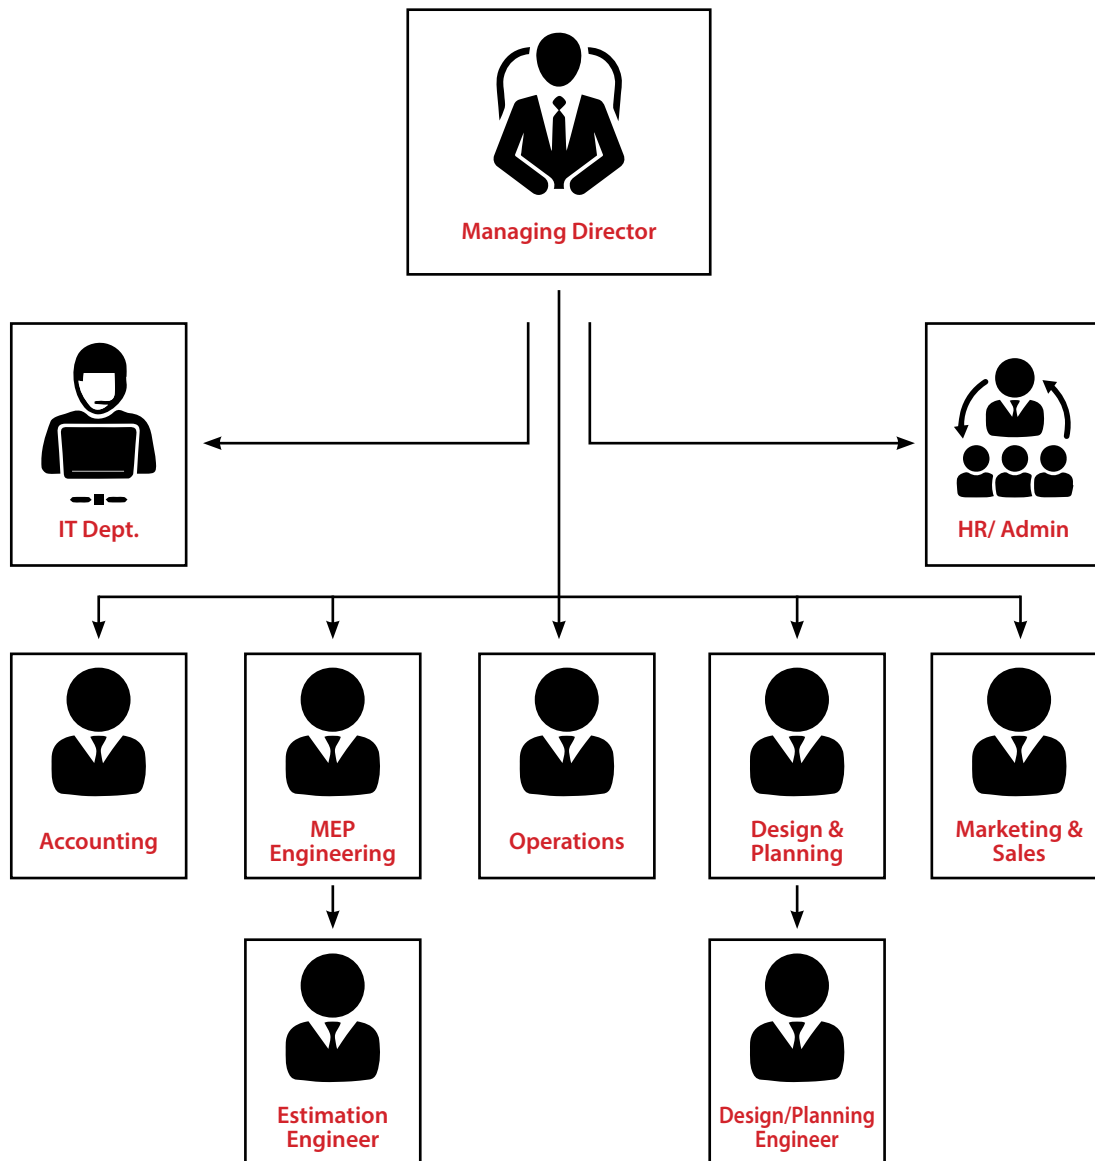 Managing Director
IT Dept.
HR/ Admin
Accounting
MEP
Engineering
Operations
Design &
Planning
Marketing &
Sales
Estimation
Engineer
Design/Planning
Engineer